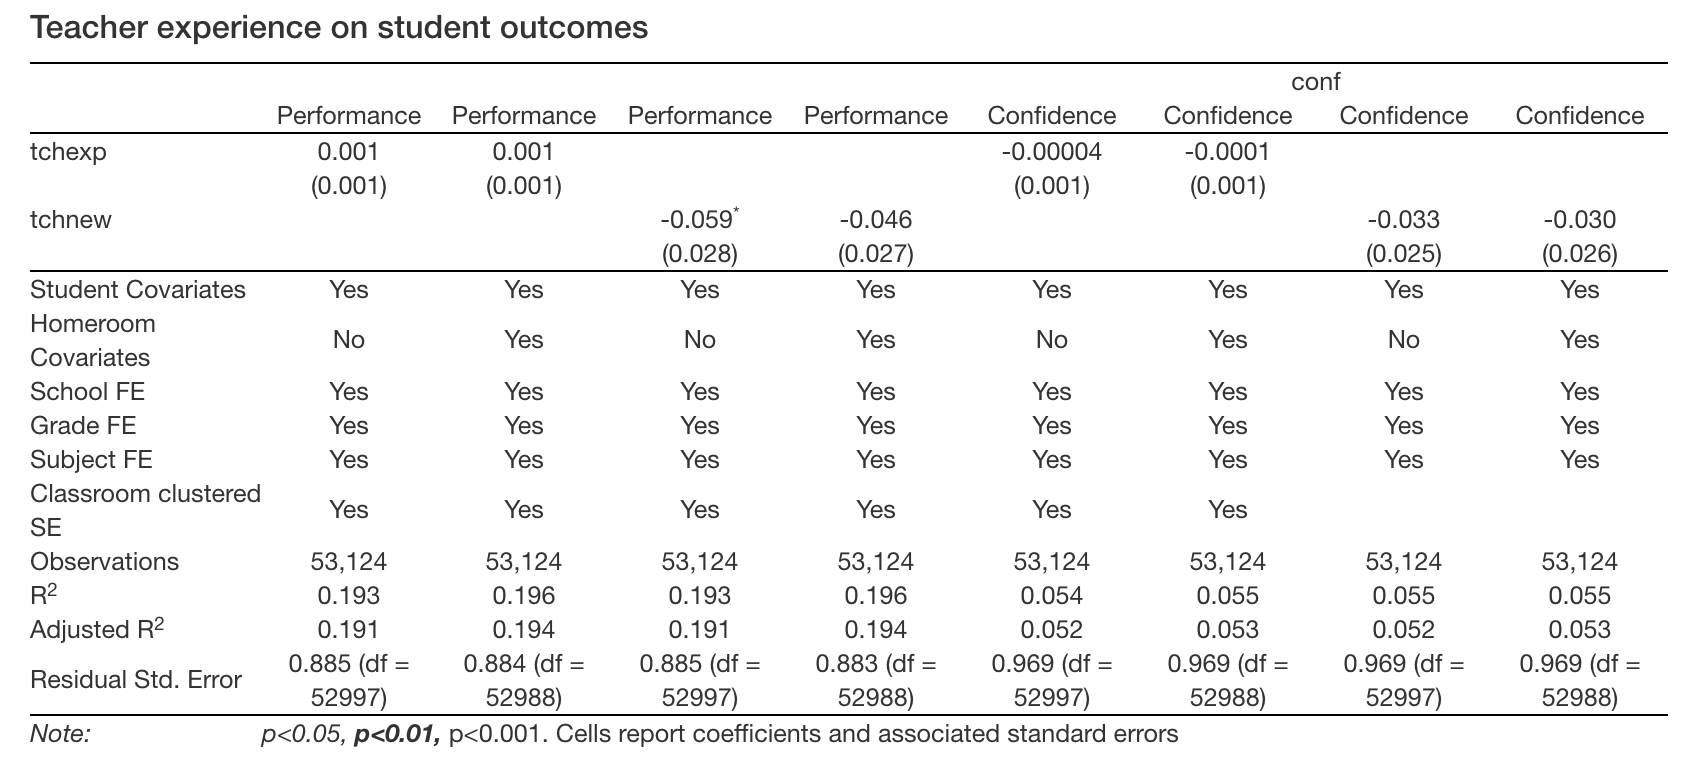 Teacher experience on student outcomes
conf
Performance Performance Performance Performance Confidence Confidence Confidence Confidence
tchexp 0.001 0.001 -0.00004 -0.0001
(0.001) (0.001) (0.001) (0.001)
tchnew -0.059* -0.046 -0.033 -0.030
(0.028) (0.027) (0.025) (0.026)
Student Covariates Yes Yes Yes Yes Yes Yes Yes Yes
Homeroom
Covariates No Yes No Yes No Yes No Yes
School FE Yes Yes Yes Yes Yes Yes Yes Yes
Grade FE Yes Yes Yes Yes Yes Yes Yes Yes
Subject FE Yes Yes Yes Yes Yes Yes Yes Yes
Classroom clustered
SE Yes Yes Yes Yes Yes Yes
Observations 53,124 53,124 53,124 53,124 53,124 53,124 53,124 53,124
R2 0.193 0.196 0.193 0.196 0.054 0.055 0.055 0.055
Adjusted R2 0.191 0.194 0.191 0.194 0.052 0.053 0.052 0.053
Residual Std. Error 0.885 (df = 0.884 (df = 0.885 (df = 0.883 (df = 0.969 (df = 0.969 (df = 0.969 (df = 0.969 (df =
52997) 52988) 52997) 52988) 52997) 52988) 52997) 52988)
Note: p<0.05, p<0.01, p<0.001. Cells report coefficients and associated standard errors